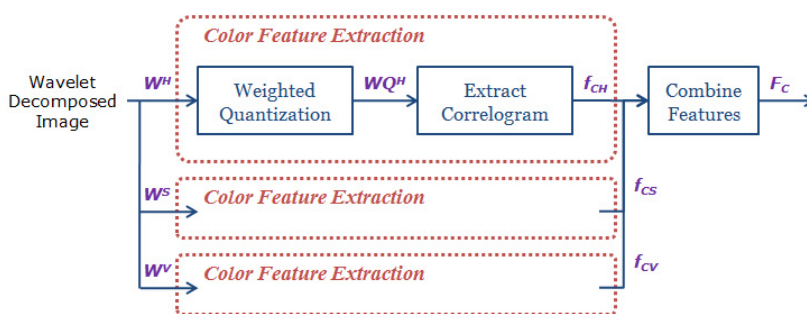 Color Feature Extraction
Wavelet
Decomposed
Image
W^H
Weighted
Quantization
WQ^H
Extract
Correlogram
f_CH
Combine
Features
F_C
W^S
Color Feature Extraction
f_CS
W^V
Color Feature Extraction
f_CV